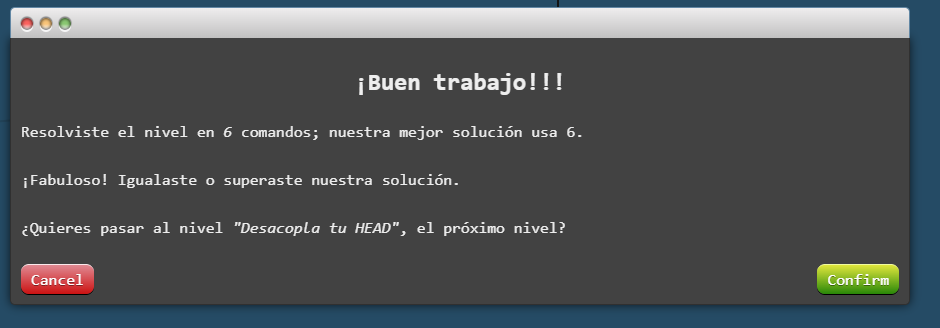 ¡Buen trabajo!!!
Resolviste el nivel en 6 comandos; nuestra mejor solución usa 6.
¡Fabuloso! Igualaste o superaste nuestra solución.
¿Quieres pasar al nivel "Desacopla tu HEAD", el próximo nivel?
Cancel
Confirm